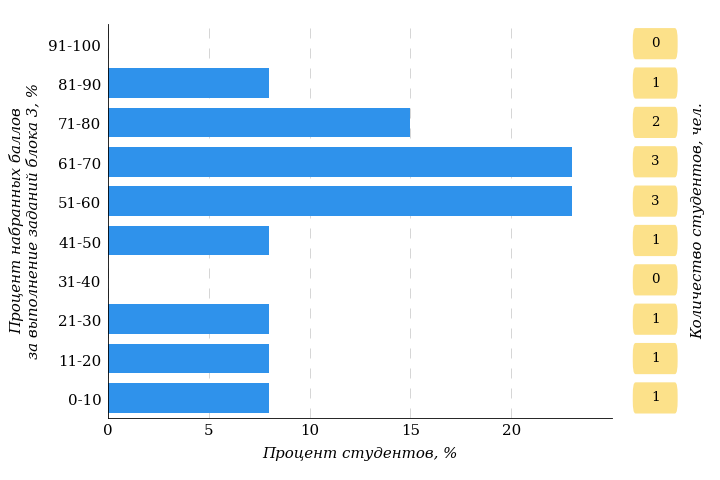 Процент набранных баллов
за выполнение заданий блока 3, %
91-100 0
81-90 1
71-80 2
61-70 3
51-60 3
41-50 1
31-40 0
21-30 1
11-20 1
0-10 1
0 5 10 15 20
Процент студентов, %
Количество студентов, чел.